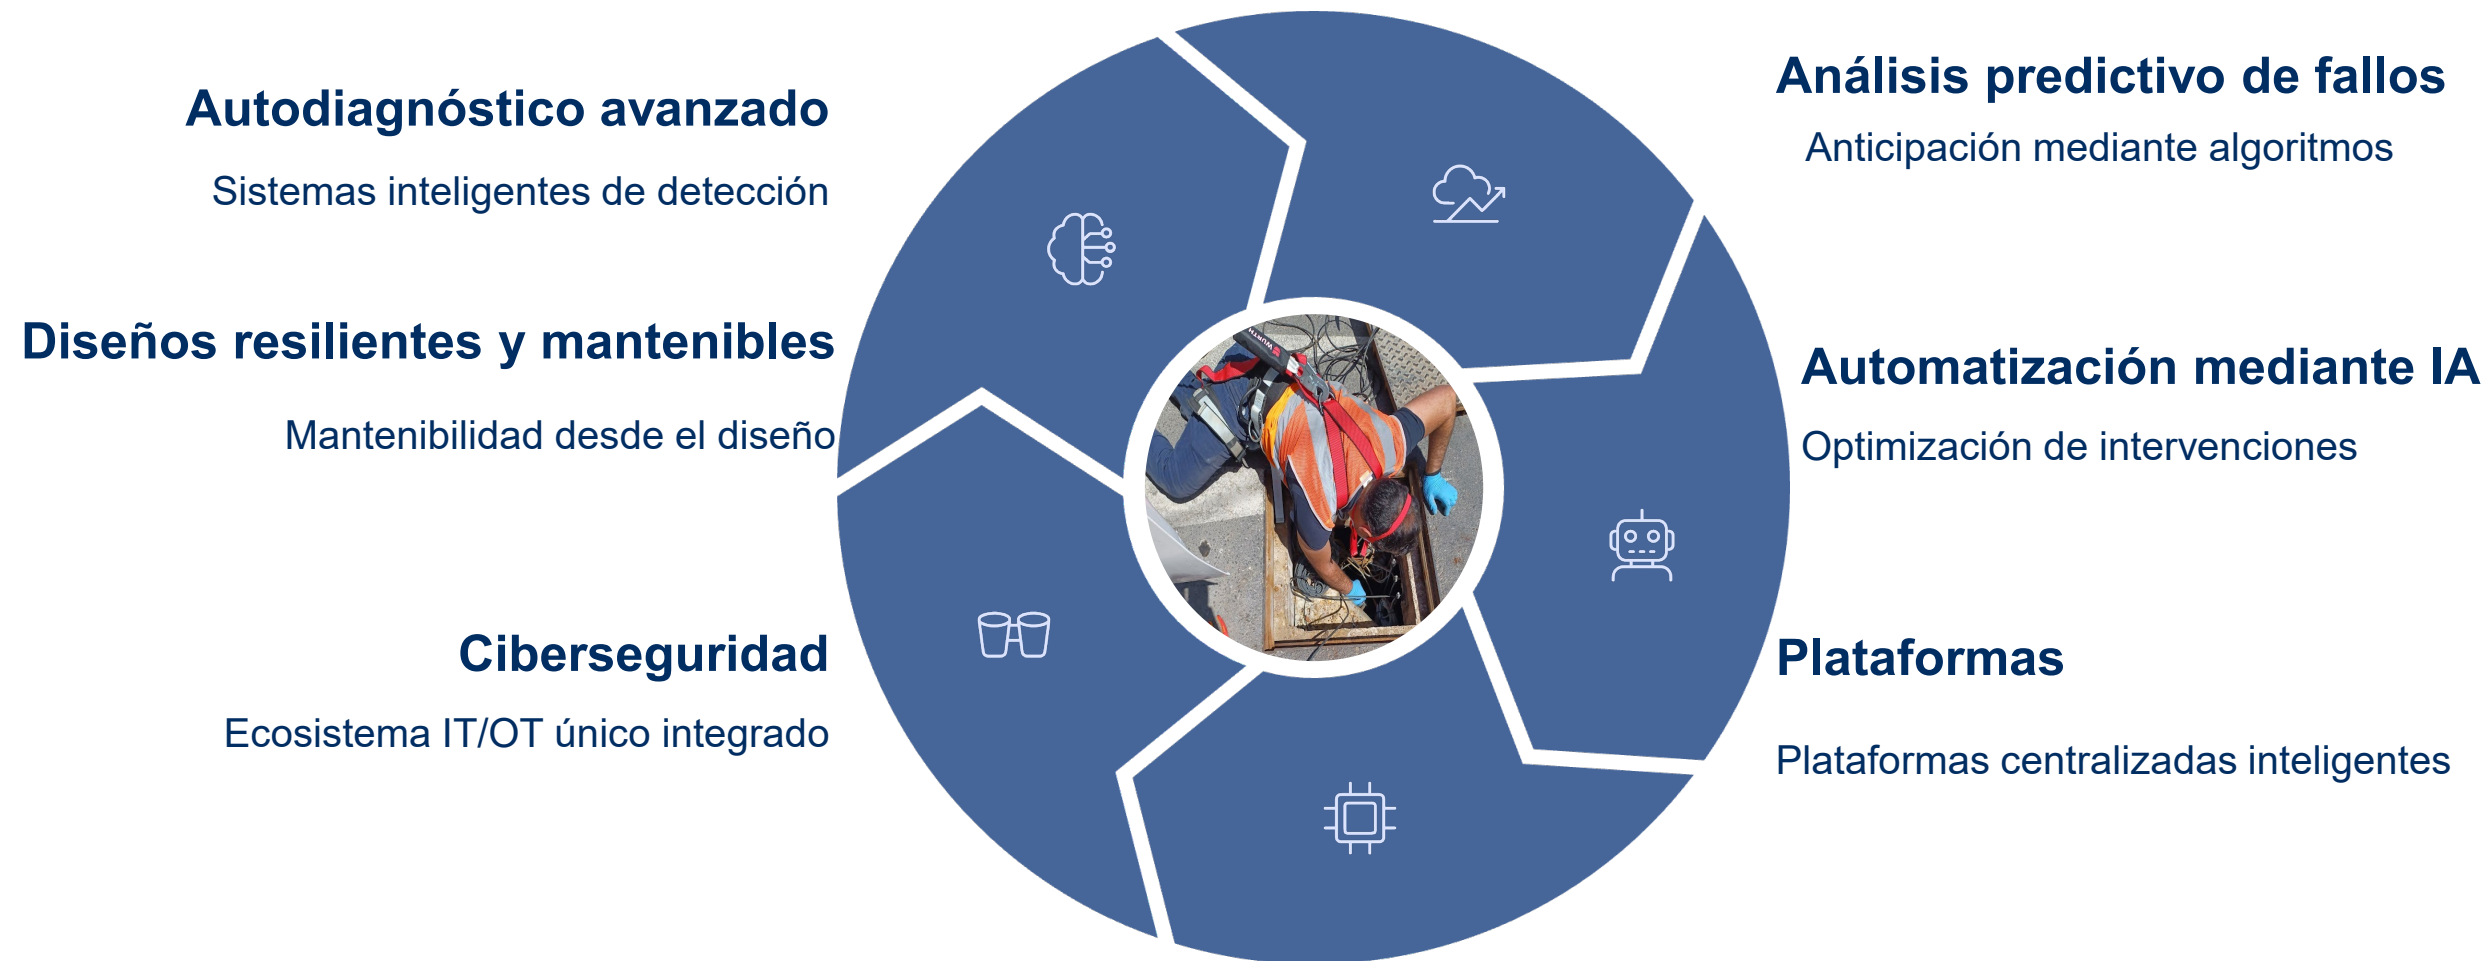 Autodiagnóstico avanzado
Sistemas inteligentes de detección
Diseños resilientes y mantenibles
Mantenibilidad desde el diseño
Ciberseguridad
Ecosistema IT/OT único integrado
Análisis predictivo de fallos
Anticipación mediante algoritmos
Automatización mediante IA
Optimización de intervenciones
Plataformas
Plataformas centralizadas inteligentes
WÜRTH